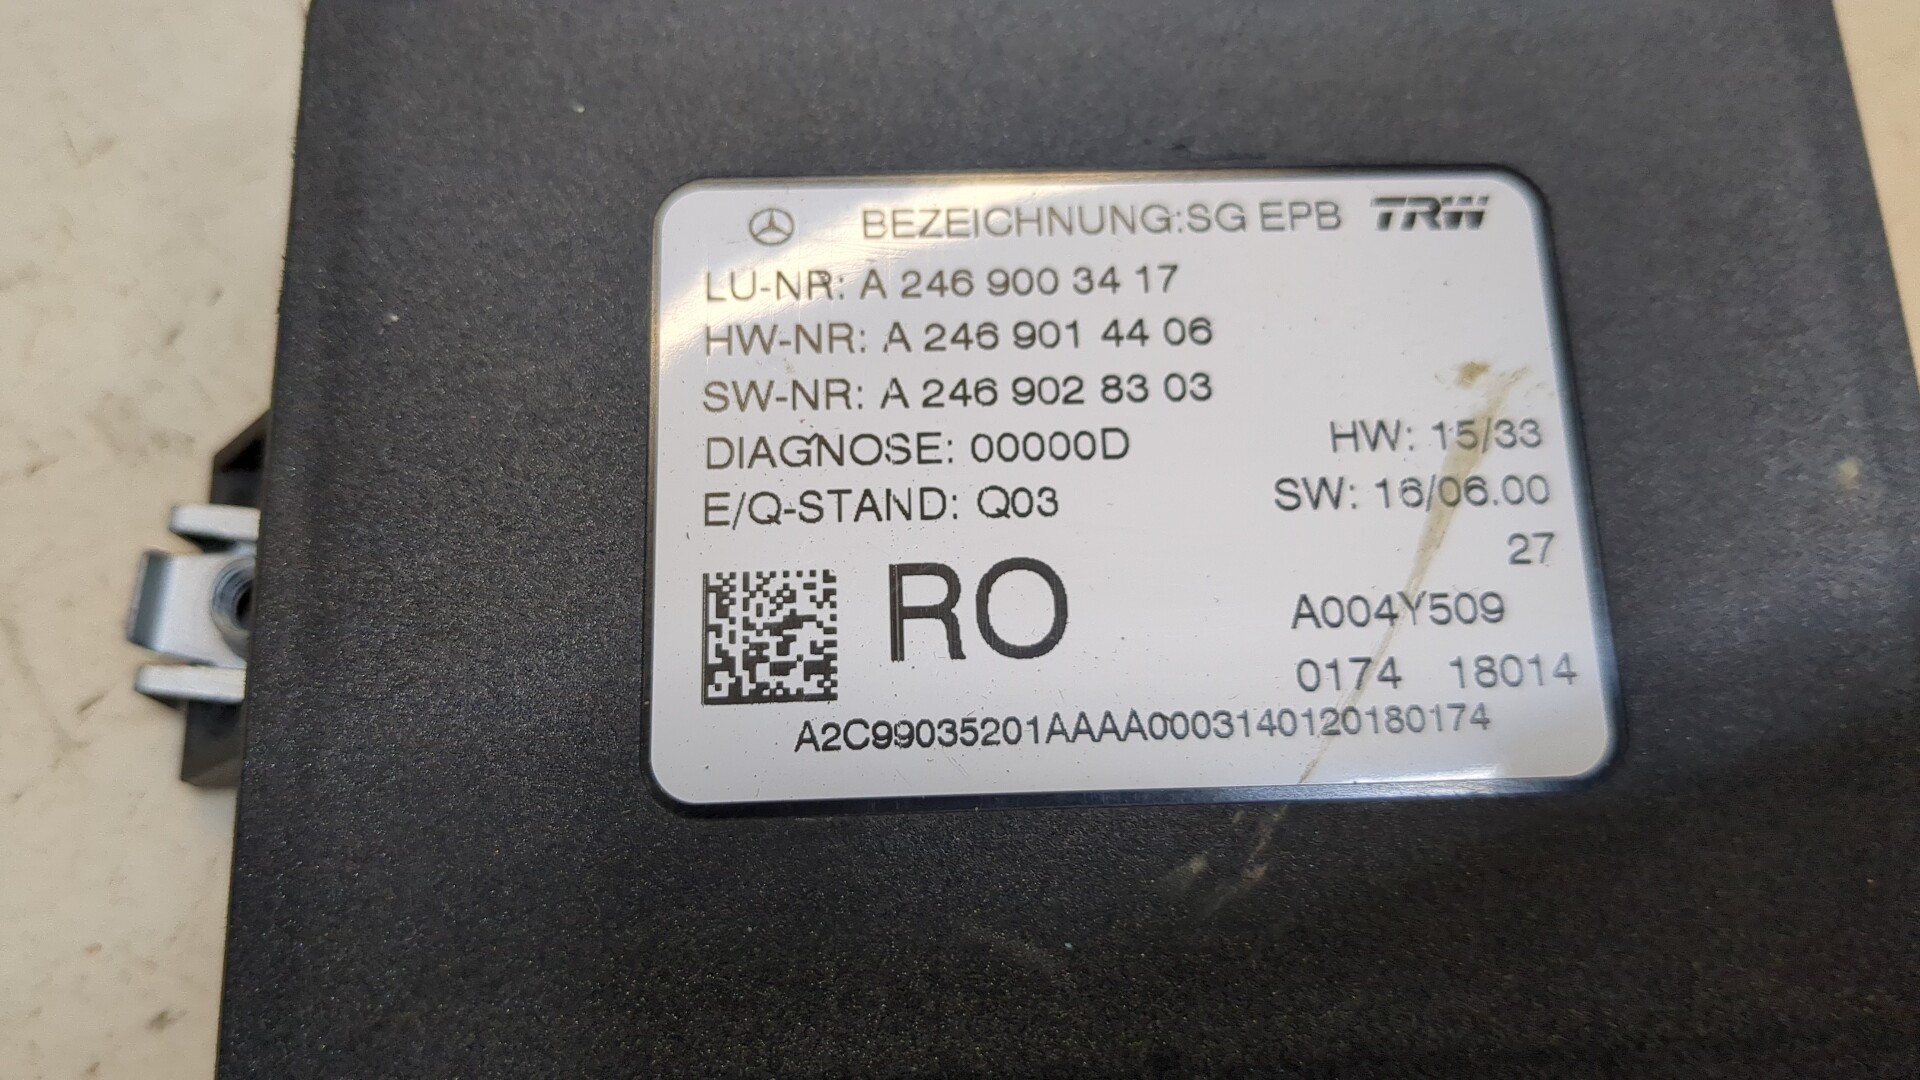 BEZEICHNUNG:SG EPB TRW
LU-NR: A 246 900 34 17
HW-NR: A 246 901 44 06
SW-NR: A 246 902 83 03
DIAGNOSE: 00000D HW: 15/33
E/Q-STAND: Q03 SW: 16/06.00
27
RO A004Y509
0174 18014
A2C99035201AAAA0003140120180174